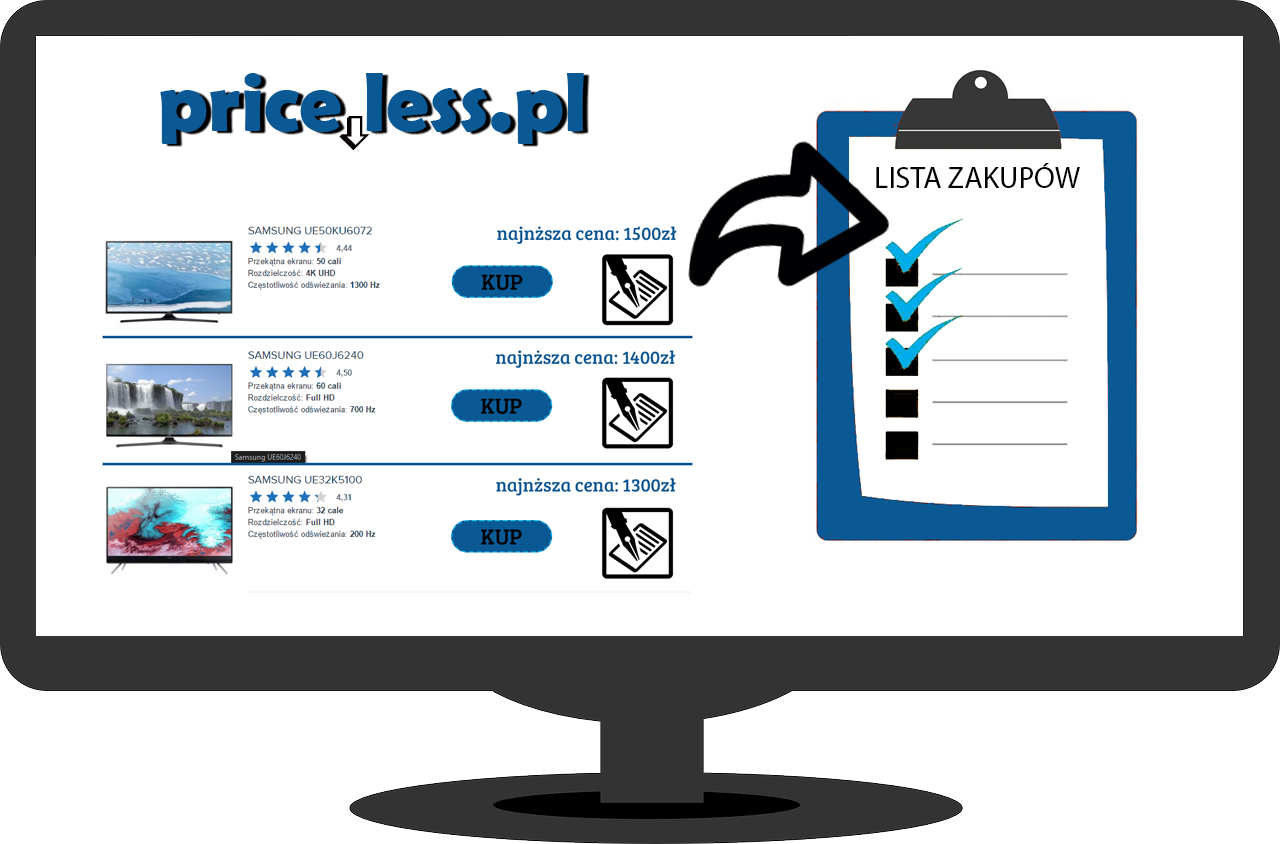 price less.pl
LISTA ZAKUPÓW
SAMSUNG UE50KU6072
najnższa cena: 1500zł
4,44
Przekątna ekranu: 50 cali
Rozdzielczość: 4K UHD
Częstotliwość odświeżania: 1300 Hz
KUP
SAMSUNG UE60J6240
najnższa cena: 1400zł
4,50
Przekątna ekranu: 60 cali
Rozdzielczość: Full HD
Częstotliwość odświeżania: 700 Hz
KUP
Samsung UE60J6240
SAMSUNG UE32K5100
najnższa cena: 1300zł
4,31
Przekątna ekranu: 32 cale
Rozdzielczość: Full HD
Częstotliwość odświeżania: 200 Hz
KUP